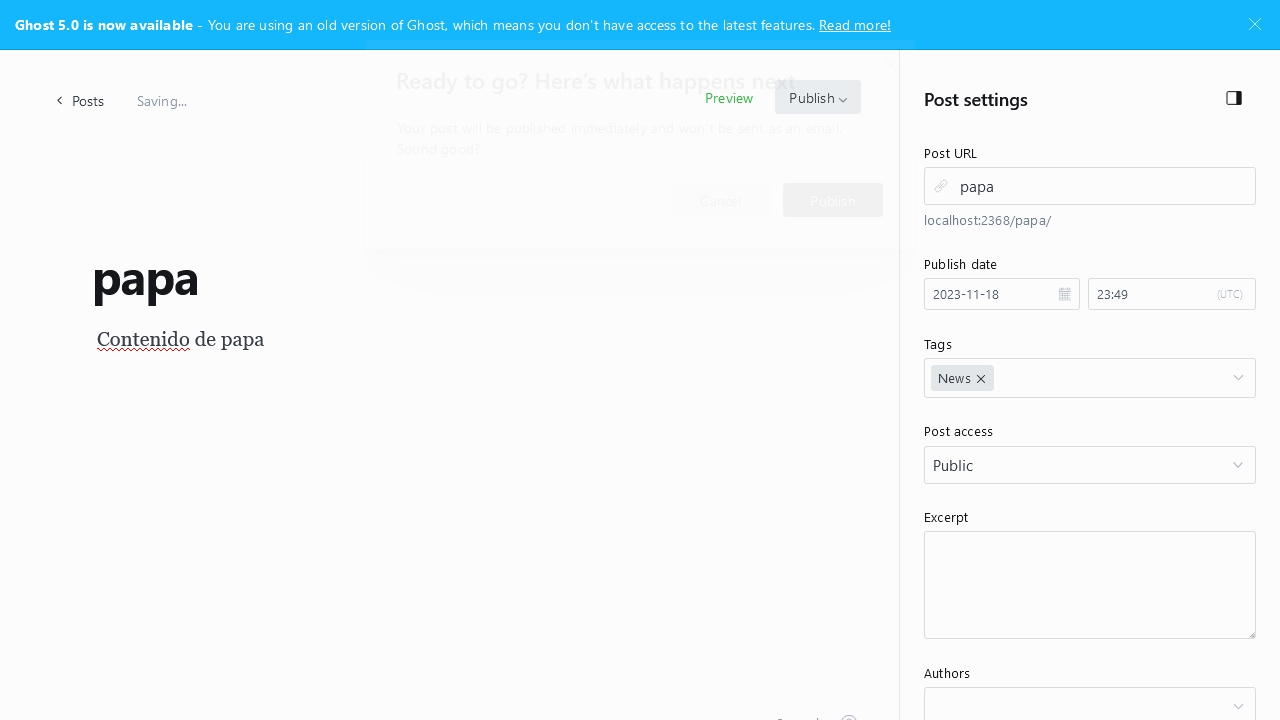 Ghost 5.0 is now available - You are using an old version of Ghost, which means you don't have access to the latest features. Read more!
Posts
Saving...
Preview
Publish
Ready to go? Here's what happens next
Your post will be published immediately and won't be sent as an email.
Sound good?
Cancel
Publish
papa
Contenido de papa
Post settings
Post URL
papa
localhost:2368/papa/
Publish date
2023-11-18
23:49
(UTC)
Tags
News
Post access
Public
Excerpt
Authors